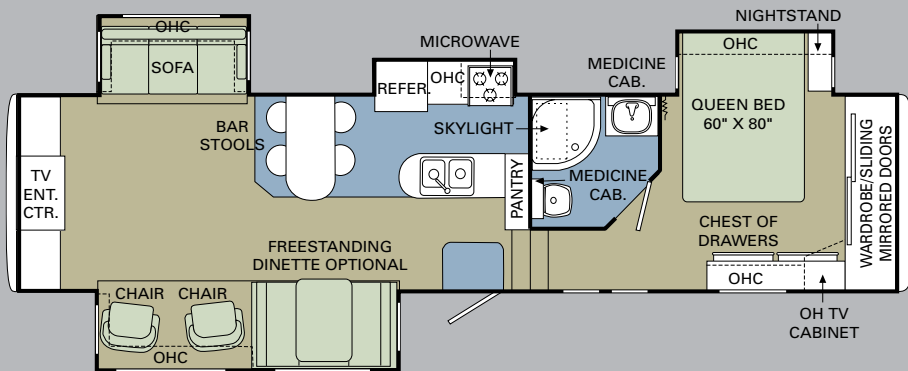 OHC
SOFA
BAR
STOOLS
TV
ENT.
CTR.
FREESTANDING
DINETTE OPTIONAL
CHAIR
CHAIR
OHC
MICROWAVE
REFER.
OHC
SKYLIGHT
PANTRY
MEDICINE
CAB.
MEDICINE
CAB.
NIGHTSTAND
OHC
QUEEN BED
60" X 80"
CHEST OF
DRAWERS
OHC
OH TV
CABINET
WARDROBE/SLIDING
MIRRORED DOORS